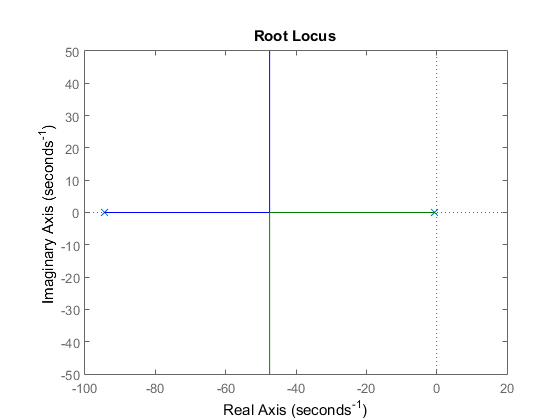 Root Locus
Imaginary Axis (seconds⁻¹)
50
40
30
20
10
0
-10
-20
-30
-40
-50
-100 -80 -60 -40 -20 0 20
Real Axis (seconds⁻¹)